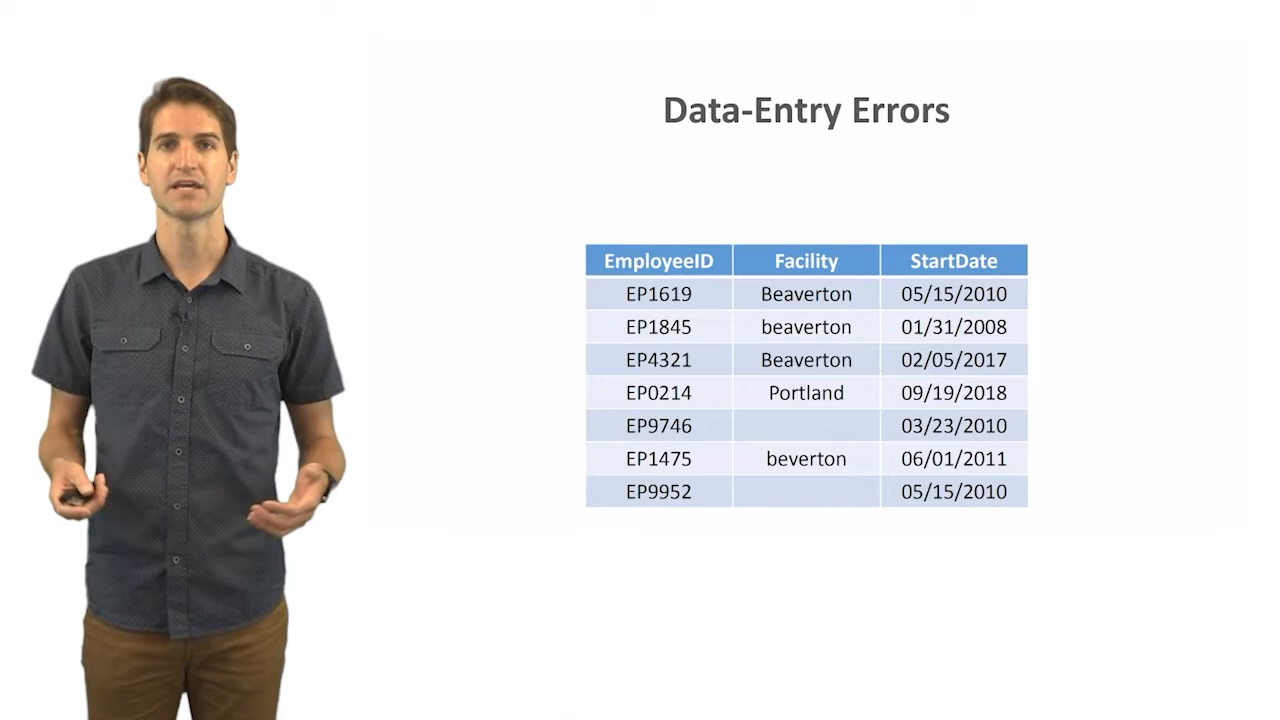 Data-Entry Errors
EmployeeID Facility StartDate
EP1619 Beaverton 05/15/2010
EP1845 beaverton 01/31/2008
EP4321 Beaverton 02/05/2017
EP0214 Portland 09/19/2018
EP9746 03/23/2010
EP1475 beverton 06/01/2011
EP9952 05/15/2010